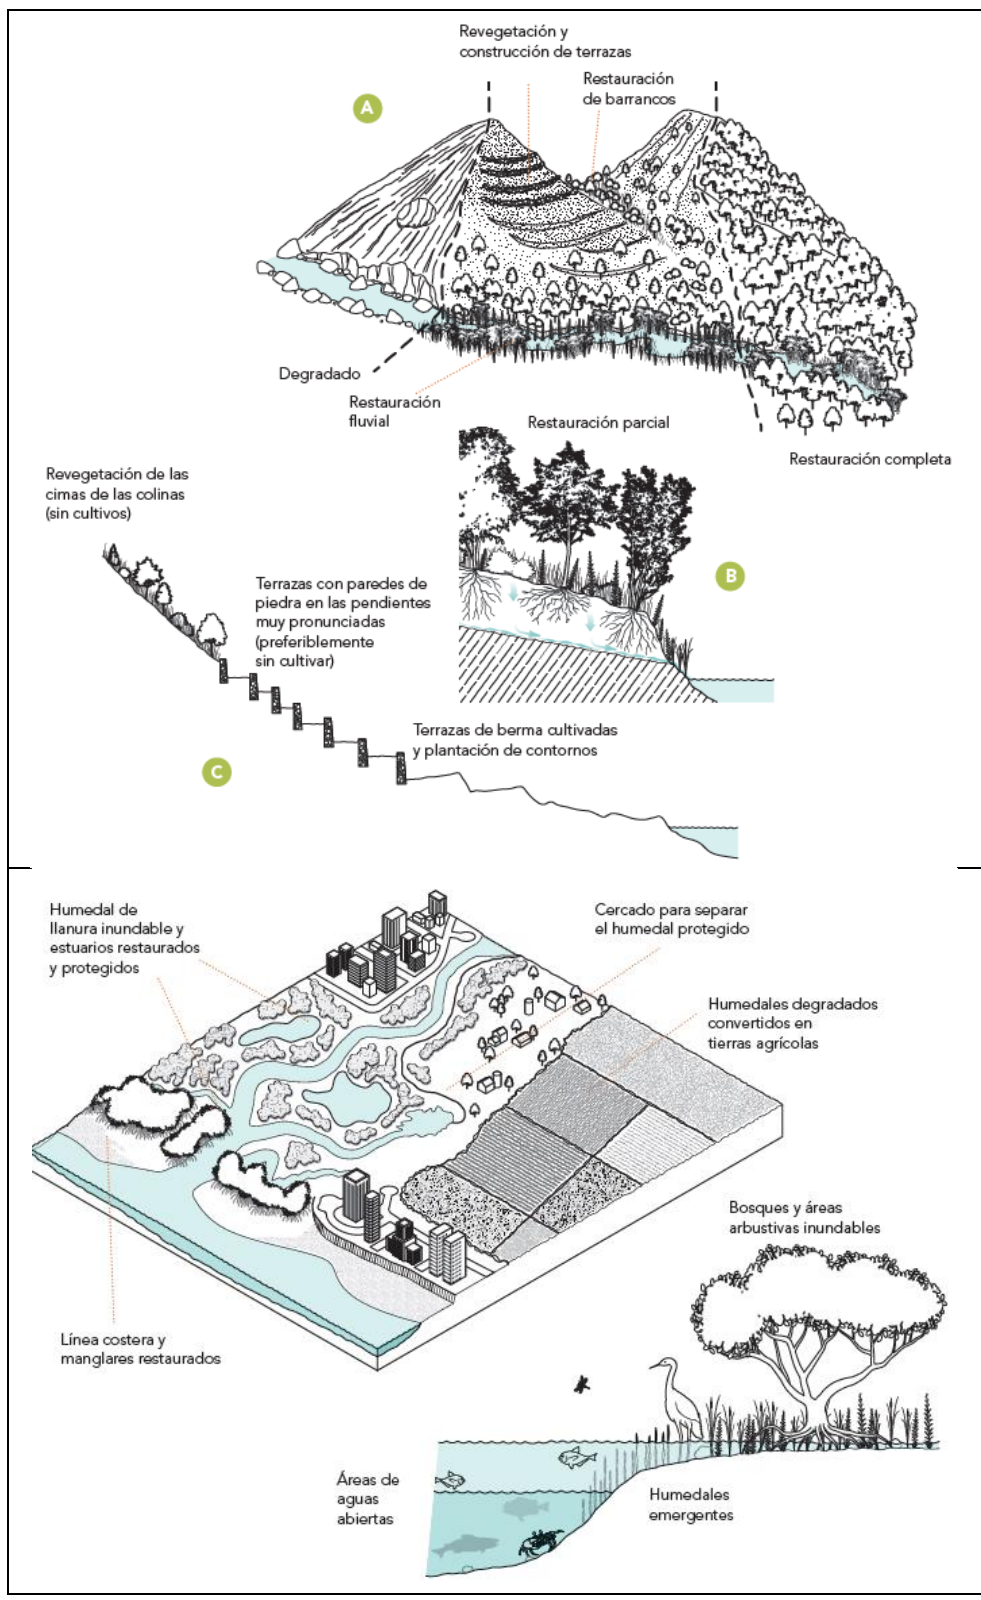 Revegetación y
construcción de terrazas
Restauración
de barrancos
A
Degradado
Restauración
fluvial
Restauración parcial
Restauración completa
Revegetación de las
cimas de las colinas
(sin cultivos)
Terrazas con paredes de
piedra en las pendientes
muy pronunciadas
(preferiblemente
sin cultivar)
B
Terrazas de berma cultivadas
y plantación de contornos
C
Humedal de
llanura inundable y
estuarios restaurados
y protegidos
Cercado para separar
el humedal protegido
Humedales degradados
convertidos en
tierras agrícolas
Bosques y áreas
arbustivas inundables
Línea costera y
manglares restaurados
Áreas de
aguas
abiertas
Humedales
emergentes